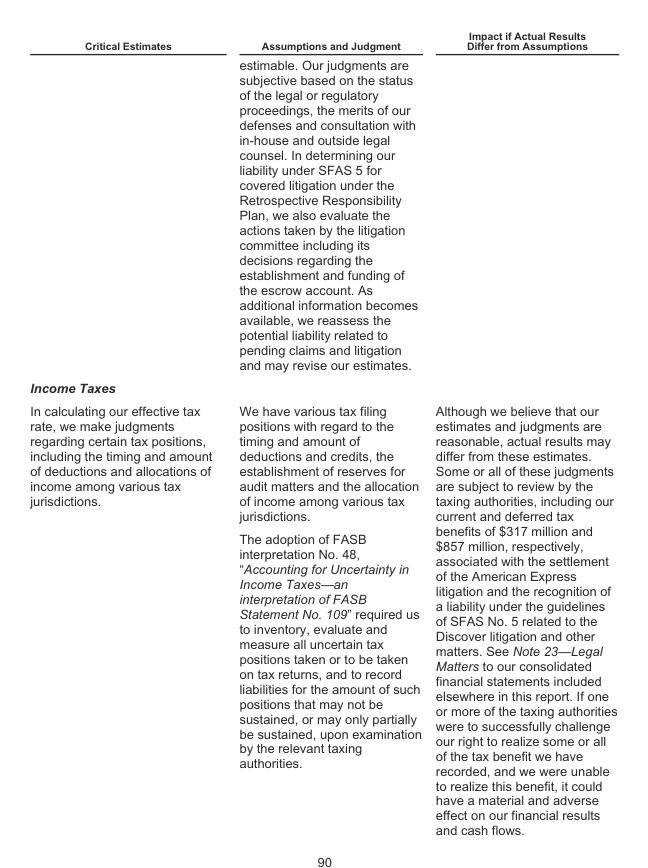 Critical Estimates
Assumptions and Judgment
Impact if Actual Results
Differ from Assumptions
estimable. Our judgments are
subjective based on the status
of the legal or regulatory
proceedings, the merits of our
defenses and consultation with
in-house and outside legal
counsel. In determining our
liability under SFAS 5 for
covered litigation under the
Retrospective Responsibility
Plan, we also evaluate the
actions taken by the litigation
committee including its
decisions regarding the
establishment and funding of
the escrow account. As
additional information becomes
available, we reassess the
potential liability related to
pending claims and litigation
and may revise our estimates.
Income Taxes
In calculating our effective tax
rate, we make judgments
regarding certain tax positions,
including the timing and amount
of deductions and allocations of
income among various tax
jurisdictions.
We have various tax filing
positions with regard to the
timing and amount of
deductions and credits, the
establishment of reserves for
audit matters and the allocation
of income among various tax
jurisdictions.
The adoption of FASB
interpretation No. 48,
“Accounting for Uncertainty in
Income Taxes—an
interpretation of FASB
Statement No. 109” required us
to inventory, evaluate and
measure all uncertain tax
positions taken or to be taken
on tax returns, and to record
liabilities for the amount of such
positions that may not be
sustained, or may only partially
be sustained, upon examination
by the relevant taxing
authorities.
Although we believe that our
estimates and judgments are
reasonable, actual results may
differ from these estimates.
Some or all of these judgments
are subject to review by the
taxing authorities, including our
current and deferred tax
benefits of $317 million and
$857 million, respectively,
associated with the settlement
of the American Express
litigation and the recognition of
a liability under the guidelines
of SFAS No. 5 related to the
Discover litigation and other
matters. See Note 23—Legal
Matters to our consolidated
financial statements included
elsewhere in this report. If one
or more of the taxing authorities
were to successfully challenge
our right to realize some or all
of the tax benefit we have
recorded, and we were unable
to realize this benefit, it could
have a material and adverse
effect on our financial results
and cash flows.
90